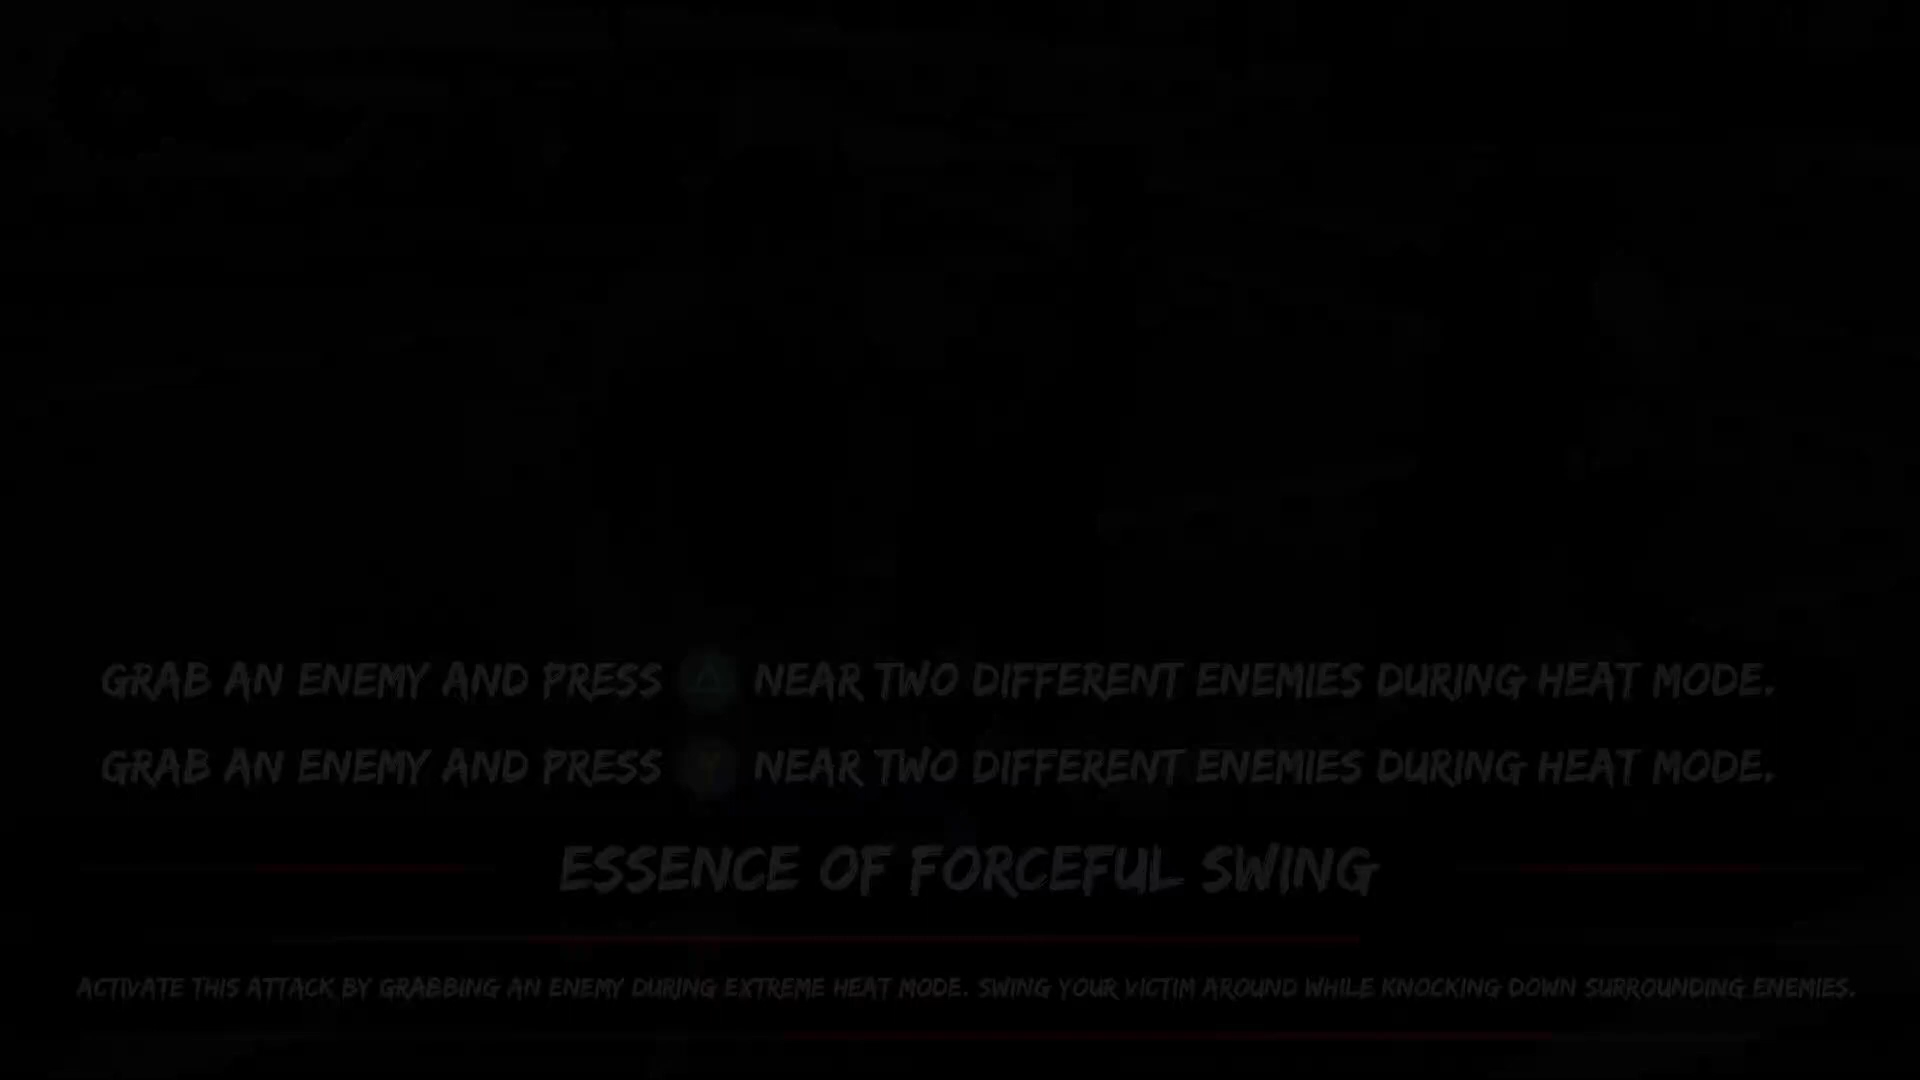 GRAB AN ENEMY AND PRESS △ NEAR TWO DIFFERENT ENEMIES DURING HEAT MODE.
GRAB AN ENEMY AND PRESS Y NEAR TWO DIFFERENT ENEMIES DURING HEAT MODE.
ESSENCE OF FORCEFUL SWING
ACTIVATE THIS ATTACK BY GRABBING AN ENEMY DURING EXTREME HEAT MODE. SWING YOUR VICTIM AROUND WHILE KNOCKING DOWN SURROUNDING ENEMIES.